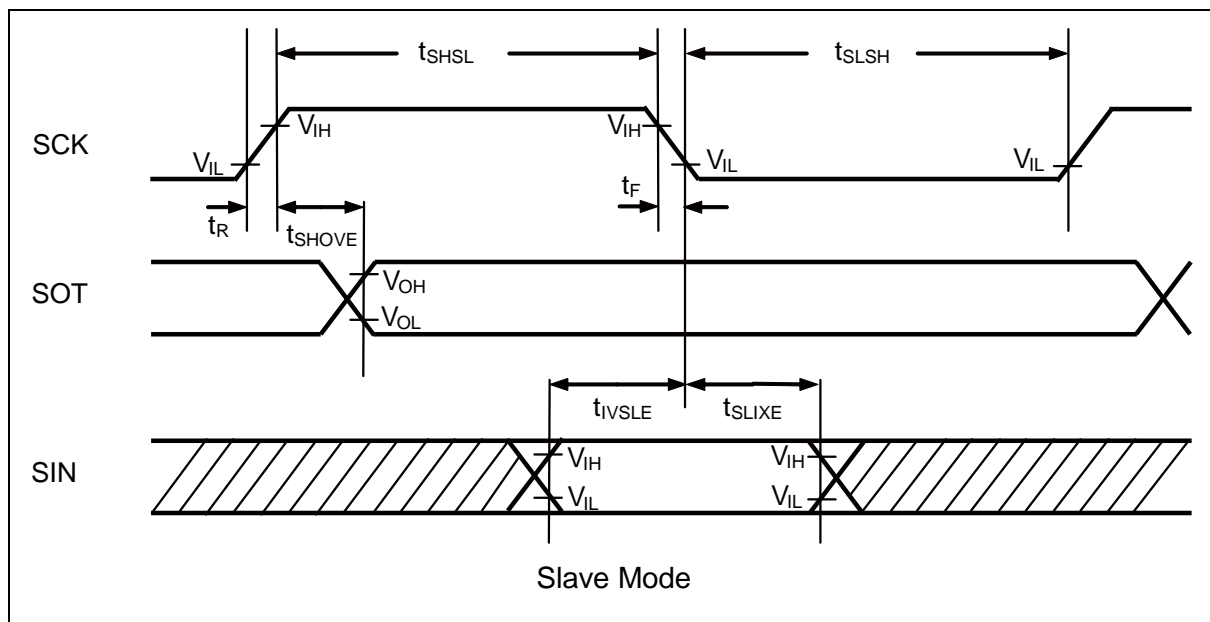 tSHSL
tSLSH
SCK
VIH
VIH
VIL
VIL
VIL
tF
tR
tSHOVE
SOT
VOH
VOL
tIVSLE
tSLIXE
SIN
VIH
VIH
VIL
VIL
Slave Mode